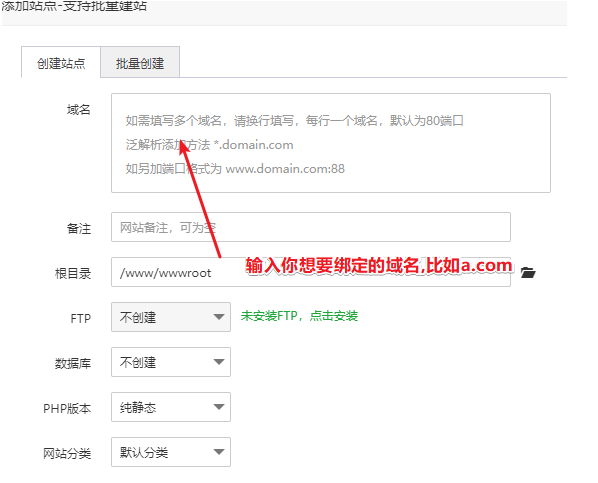 添加站点-支持批量建站
创建站点 批量创建
域名
如需填写多个域名，请换行填写，每行一个域名，默认为80端口
泛解析添加方法 *.domain.com
如另加端口格式为 www.domain.com:88
备注 网站备注，可为空
根目录 /www/wwwroot 输入你想要绑定的域名,比如a.com
FTP 不创建 未安装FTP，点击安装
数据库 不创建
PHP版本 纯静态
网站分类 默认分类